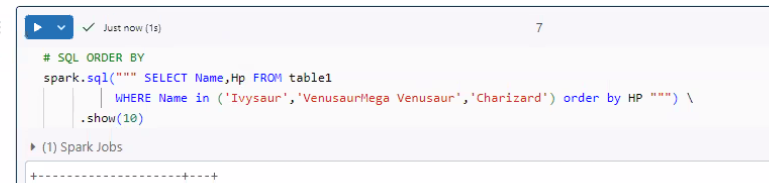 Just now (1s)
7
# SQL ORDER BY
spark.sql(""" SELECT Name,Hp FROM table1
WHERE Name in ('Ivysaur','VenusaurMega Venusaur','Charizard') order by HP """) \
.show(10)
(1) Spark Jobs
+--------------------+---+